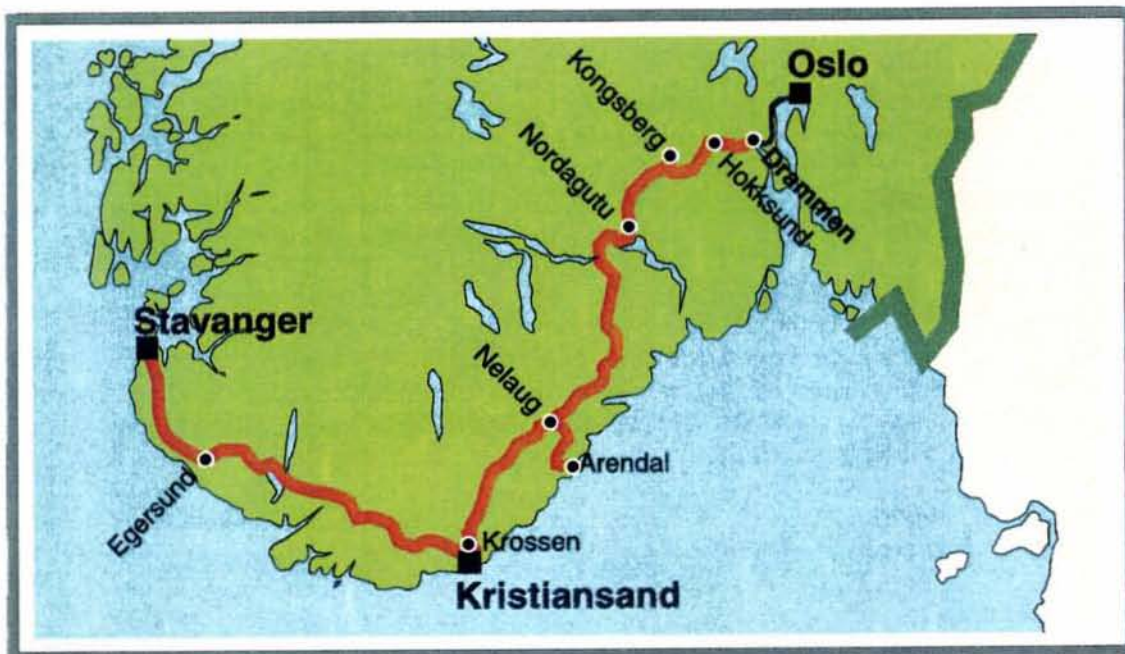 Oslo
Kongsberg
Nordagutu
Drammen
Hokksund
Stavanger
Nelaug
Arendal
Egersund
Krossen
Kristiansand